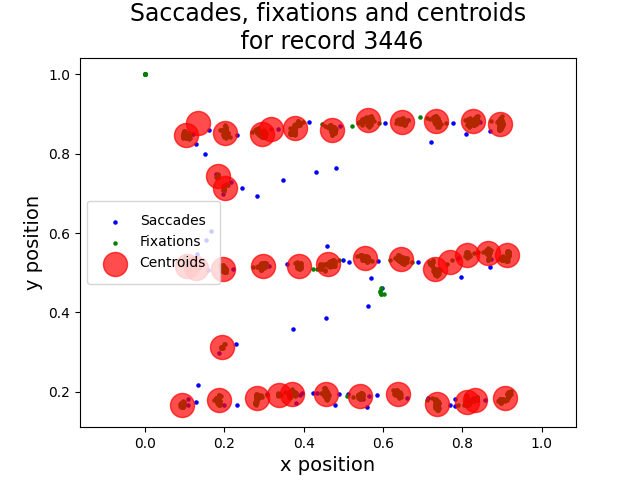 Saccades, fixations and centroids
for record 3446
1.0
0.8
0.6
0.4
0.2
y position
Saccades
Fixations
Centroids
0.0 0.2 0.4 0.6 0.8 1.0
x position